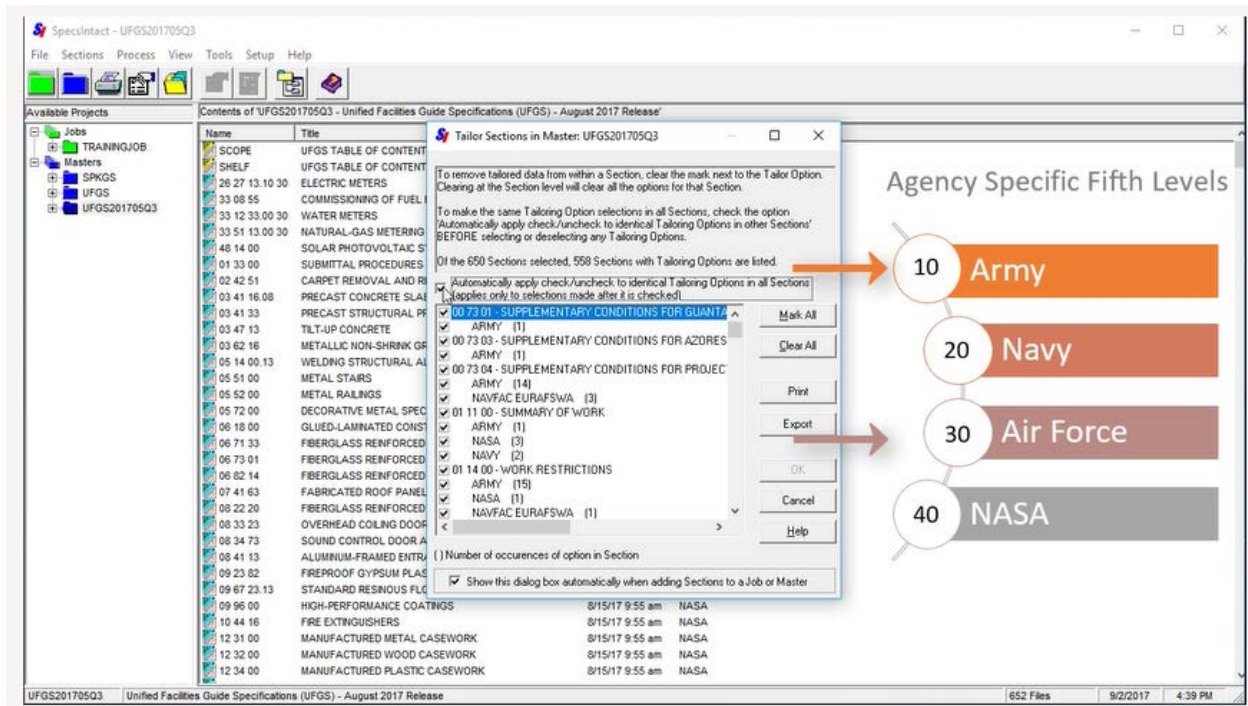 SpecsIntact - UFGS201705Q3
File Sections Process View Tools Setup Help
Available Projects
Jobs
TRAININGJOB
Masters
SPKGS
UFGS
UFGS201705Q3
Contents of 'UFGS201705Q3 - Unified Facilities Guide Specifications (UFGS) - August 2017 Release'
Name Title
SCOPE UFGS TABLE OF CONTENT
SHELF UFGS TABLE OF CONTENT
26 27 13.10 30 ELECTRIC METERS
33 08 55 COMMISSIONING OF FUEL
33 12 33.00 30 WATER METERS
33 51 13.00 30 NATURAL-GAS METERING
48 14 00 SOLAR PHOTOVOLTAIC S
01 33 00 SUBMITTAL PROCEDURES
02 42 51 CARPET REMOVAL AND R
03 41 16.08 PRECAST CONCRETE SLA
03 41 33 PRECAST STRUCTURAL P
03 47 13 TILT-UP CONCRETE
03 62 16 METALLIC NON-SHRINK GR
05 14 00.13 WELDING STRUCTURAL AL
05 51 00 METAL STAIRS
05 52 00 METAL RAILINGS
05 72 00 DECORATIVE METAL SPEC
06 18 00 GLUED-LAMINATED CONST
06 71 33 FIBERGLASS REINFORCED
06 73 01 FIBERGLASS REINFORCED
06 82 14 FIBERGLASS REINFORCED
07 41 63 FABRICATED ROOF PANEL
08 22 20 FIBERGLASS REINFORCED
08 33 23 OVERHEAD COILING DOOR
08 34 73 SOUND CONTROL DOOR A
08 41 13 ALUMINUM-FRAMED ENTR
09 23 82 FIREPROOF GYPSUM PLAS
09 67 23.13 STANDARD RESINOUS FLO
09 96 00 HIGH-PERFORMANCE COATINGS 8/15/17 9:55 am NASA
10 44 16 FIRE EXTINGUISHERS 8/15/17 9:55 am NASA
12 31 00 MANUFACTURED METAL CASEWORK 8/15/17 9:55 am NASA
12 32 00 MANUFACTURED WOOD CASEWORK 8/15/17 9:55 am NASA
12 34 00 MANUFACTURED PLASTIC CASEWORK 8/15/17 9:55 am NASA
Tailor Sections in Master: UFGS201705Q3
To remove tailored data from within a Section, clear the mark next to the Tailor Option.
Clearing at the Section level will clear all the options for that Section.
To make the same Tailoring Option selections in all Sections, check the option
'Automatically apply check/uncheck to identical Tailoring Options in other Sections'
BEFORE selecting or deselecting any Tailoring Options.
Of the 650 Sections selected, 558 Sections with Tailoring Options are listed.
Automatically apply check/uncheck to identical Tailoring Options in all Sections
(applies only to selections made after it is checked)
00 73 01 - SUPPLEMENTARY CONDITIONS FOR GUANTA
ARMY (1)
00 73 03 - SUPPLEMENTARY CONDITIONS FOR AZORES
ARMY (1)
00 73 04 - SUPPLEMENTARY CONDITIONS FOR PROJEC
ARMY (14)
NAVFAC EURAFSWA (3)
01 11 00 - SUMMARY OF WORK
ARMY (1)
NASA (3)
NAVY (2)
01 14 00 - WORK RESTRICTIONS
ARMY (15)
NASA (1)
NAVFAC EURAFSWA (1)
Mark All
Clear All
Print
Export
OK
Cancel
Help
( ) Number of occurences of option in Section
Show this dialog box automatically when adding Sections to a Job or Master
Agency Specific Fifth Levels
10 Army
20 Navy
30 Air Force
40 NASA
UFGS201705Q3 Unified Facilities Guide Specifications (UFGS) - August 2017 Release 652 Files 9/2/2017 4:39 PM